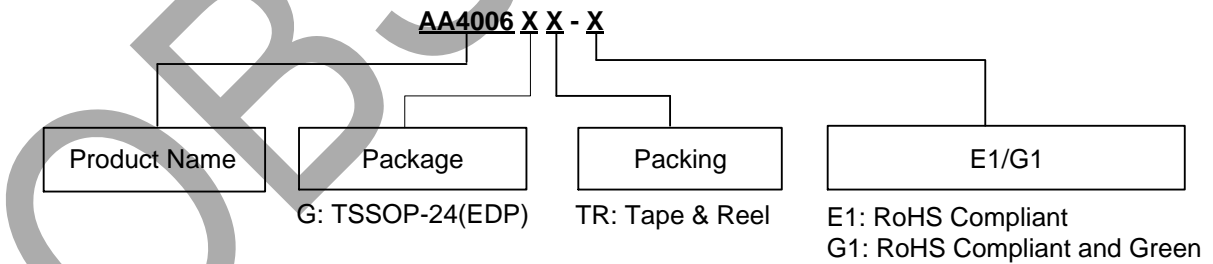 AA4006 X X - X
Product Name
Package
Packing
E1/G1
G: TSSOP-24(EDP)
TR: Tape & Reel
E1: RoHS Compliant
G1: RoHS Compliant and Green